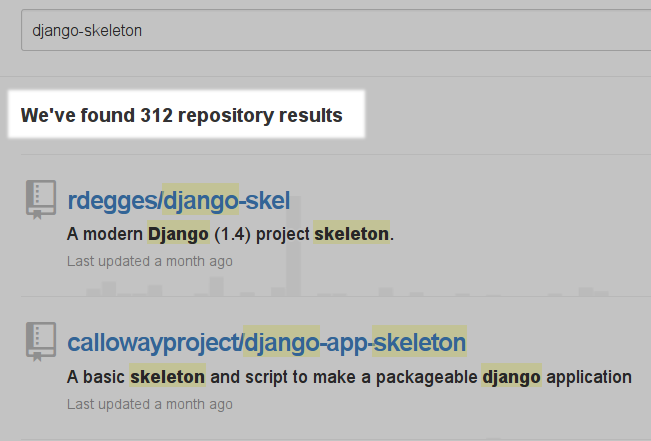 django-skeleton
We've found 312 repository results
rdegges/django-skel
A modern Django (1.4) project skeleton.
Last updated a month ago
callowayproject/django-app-skeleton
A basic skeleton and script to make a packageable django application
Last updated a month ago